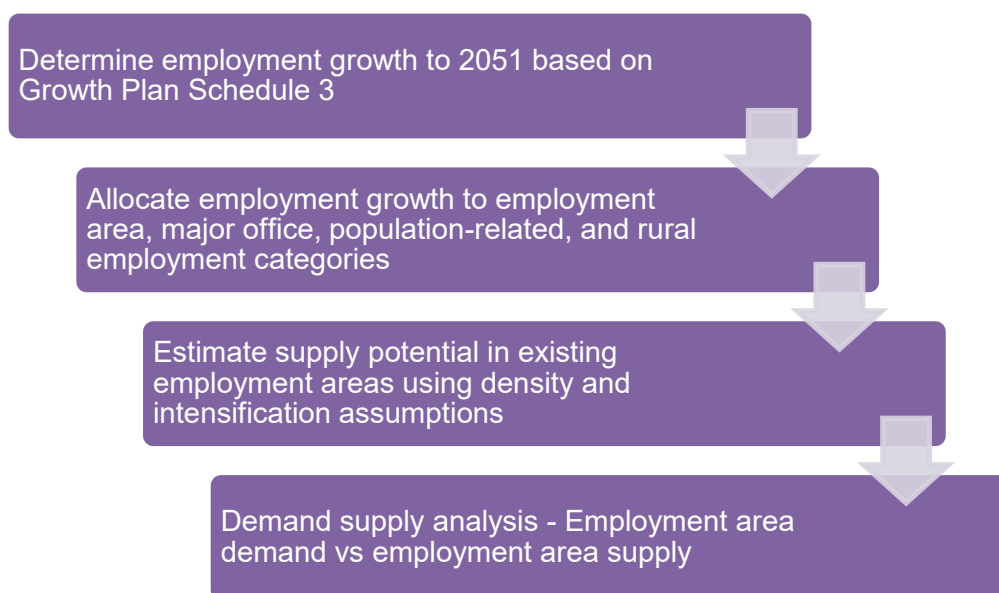 Determine employment growth to 2051 based on
Growth Plan Schedule 3
Allocate employment growth to employment
area, major office, population-related, and rural
employment categories
Estimate supply potential in existing
employment areas using density and
intensification assumptions
Demand supply analysis - Employment area
demand vs employment area supply